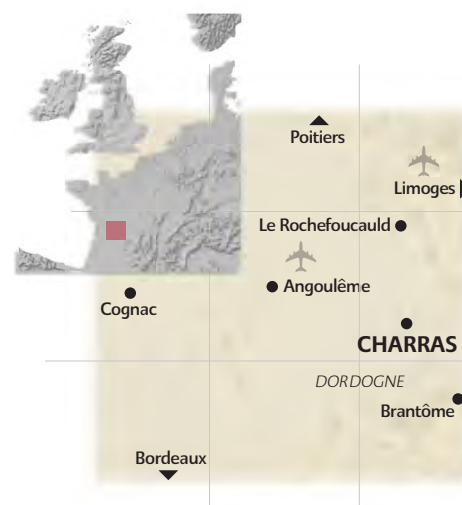 Poitiers
Limoges
Le Rochefoucauld
Angoulême
Cognac
CHARRAS
DORDOGNE
Brantôme
Bordeaux